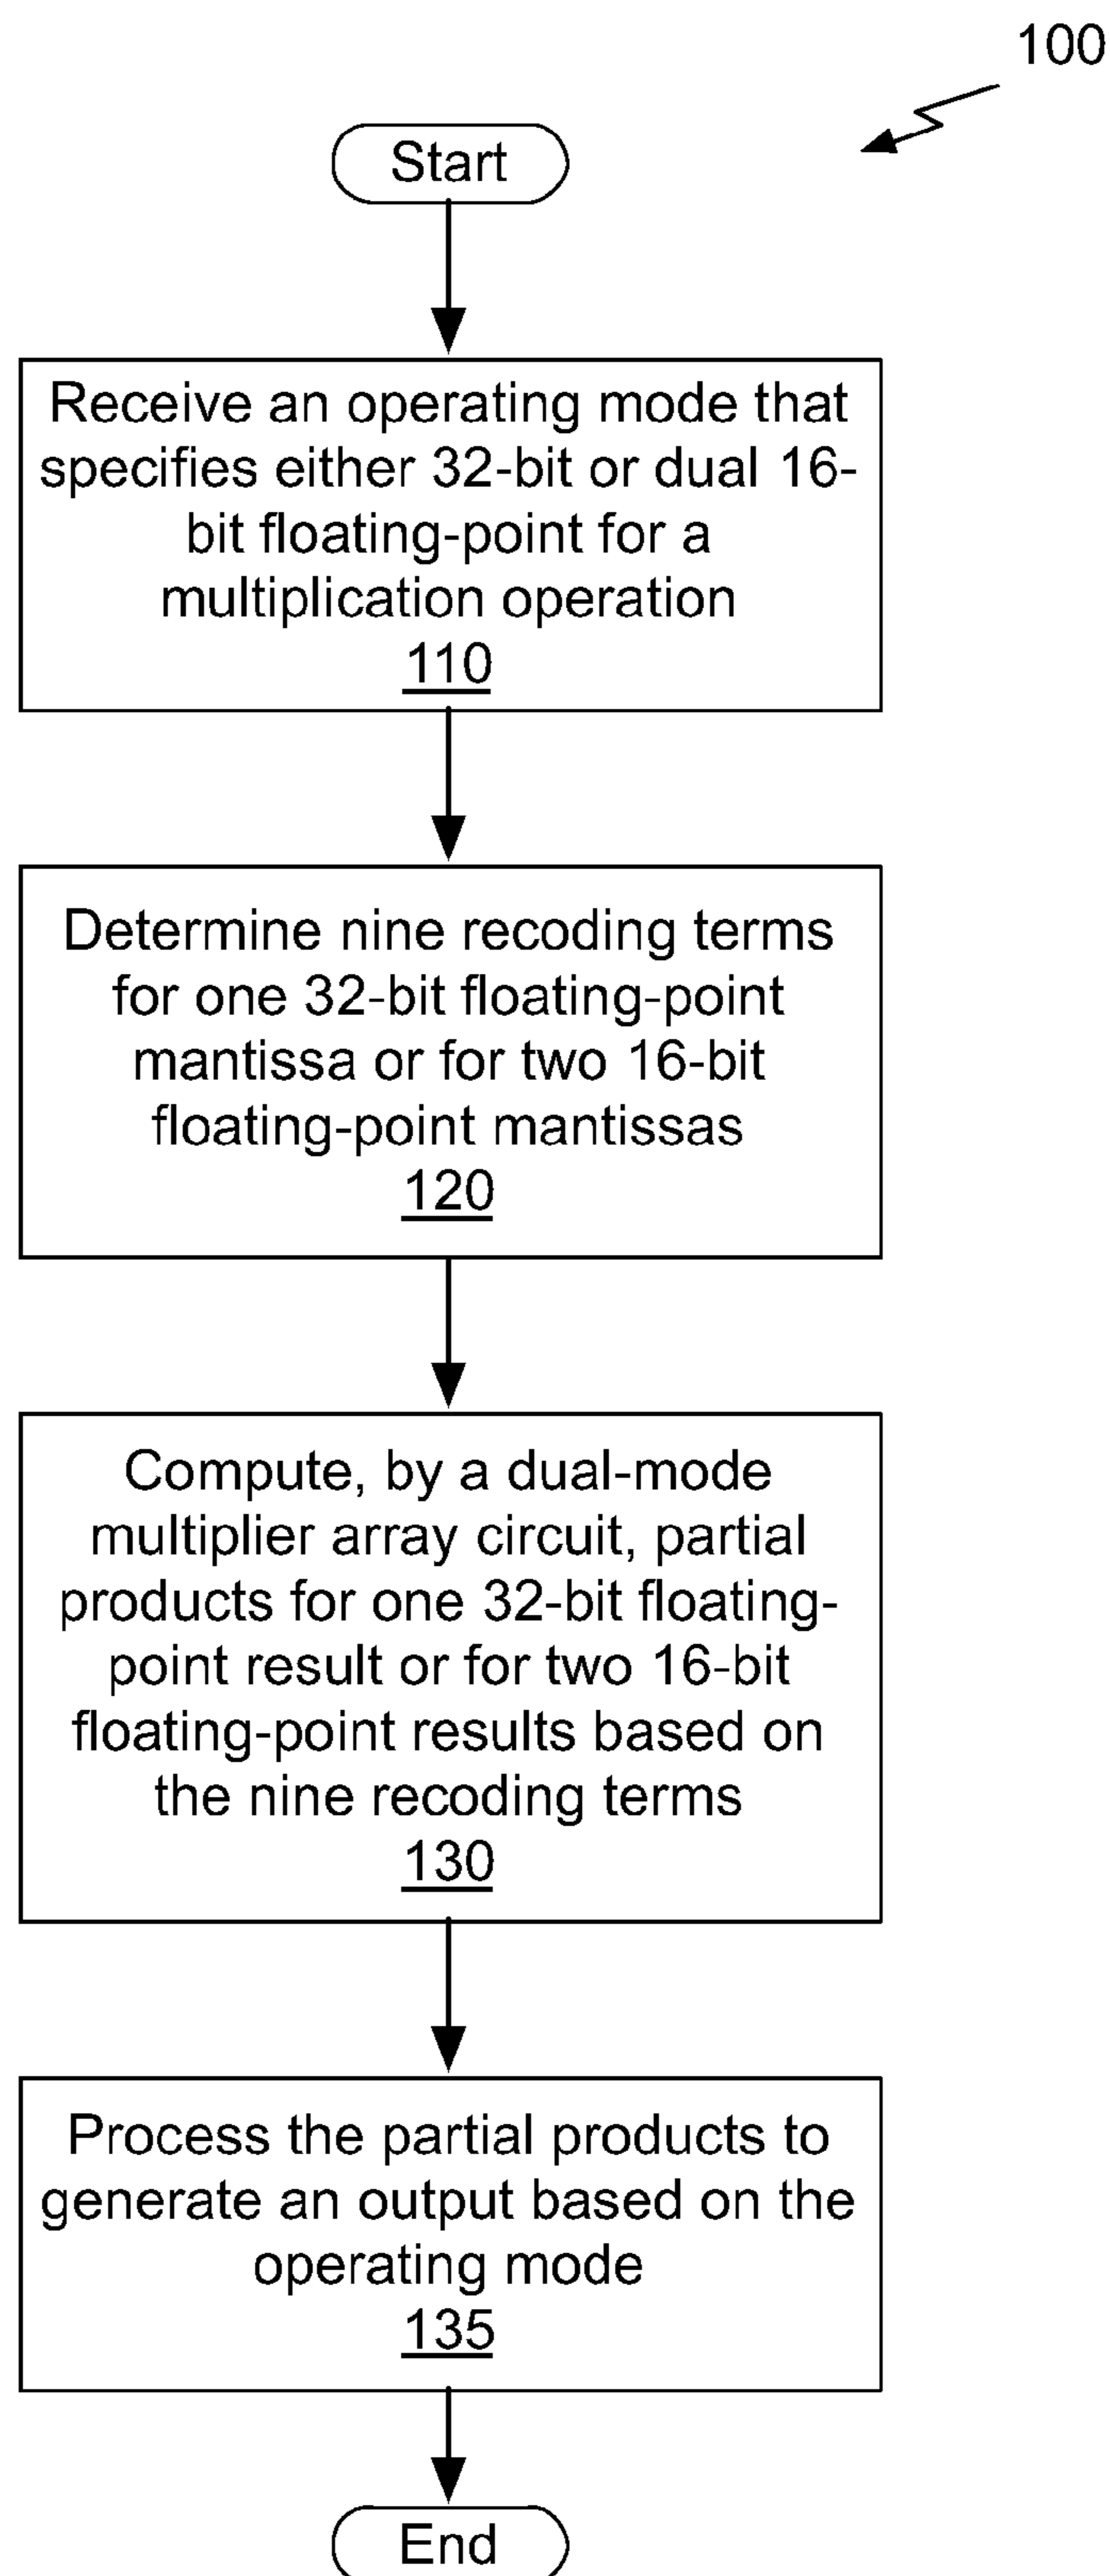 100
Start
Receive an operating mode that
specifies either 32-bit or dual 16-
bit floating-point for a
multiplication operation
110
Determine nine recoding terms
for one 32-bit floating-point
mantissa or for two 16-bit
floating-point mantissas
120
Compute, by a dual-mode
multiplier array circuit, partial
products for one 32-bit floating-
point result or for two 16-bit
floating-point results based on
the nine recoding terms
130
Process the partial products to
generate an output based on the
operating mode
135
End